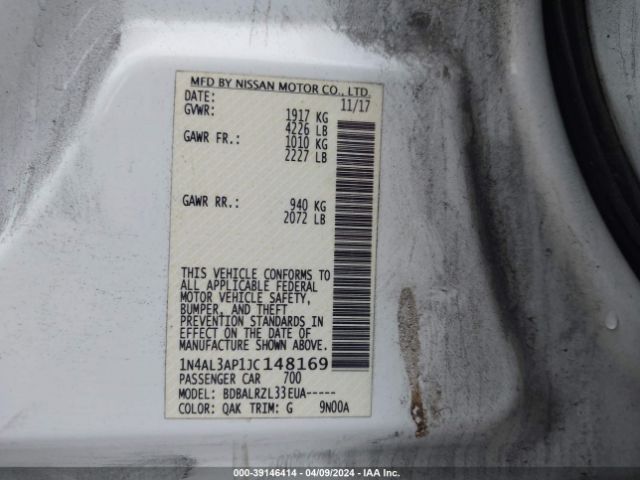 MFD BY NISSAN MOTOR CO., LTD.
DATE: 11/17
GVWR: 1917 KG
4226 LB
GAWR FR.: 1010 KG
2227 LB
GAWR RR.: 940 KG
2072 LB
THIS VEHICLE CONFORMS TO
ALL APPLICABLE FEDERAL
MOTOR VEHICLE SAFETY,
BUMPER, AND THEFT
PREVENTION STANDARDS IN
EFFECT ON THE DATE OF
MANUFACTURE SHOWN ABOVE.
1N4AL3AP1JC148169
PASSENGER CAR 700
MODEL: BDBALRZL33EUA-----
COLOR: QAK TRIM: G 9N00A
000-39146414 - 04/09/2024 - IAA Inc.